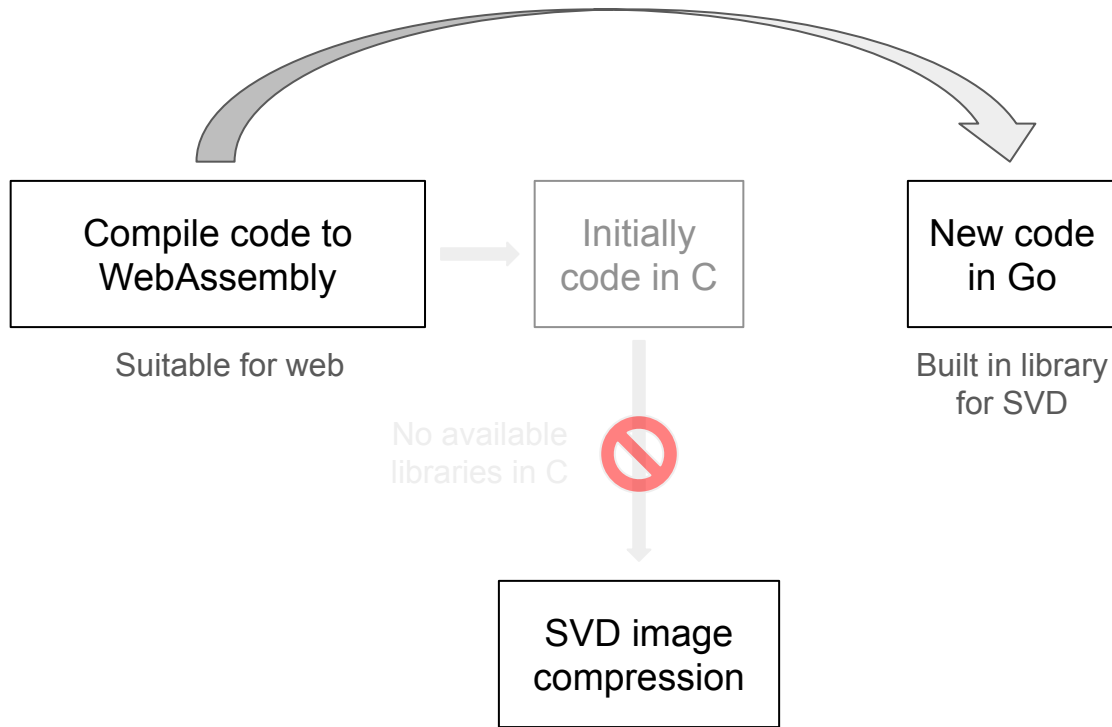 Compile code to
WebAssembly
Suitable for web
Initially
code in C
New code
in Go
Built in library
for SVD
No available
libraries in C
SVD image
compression